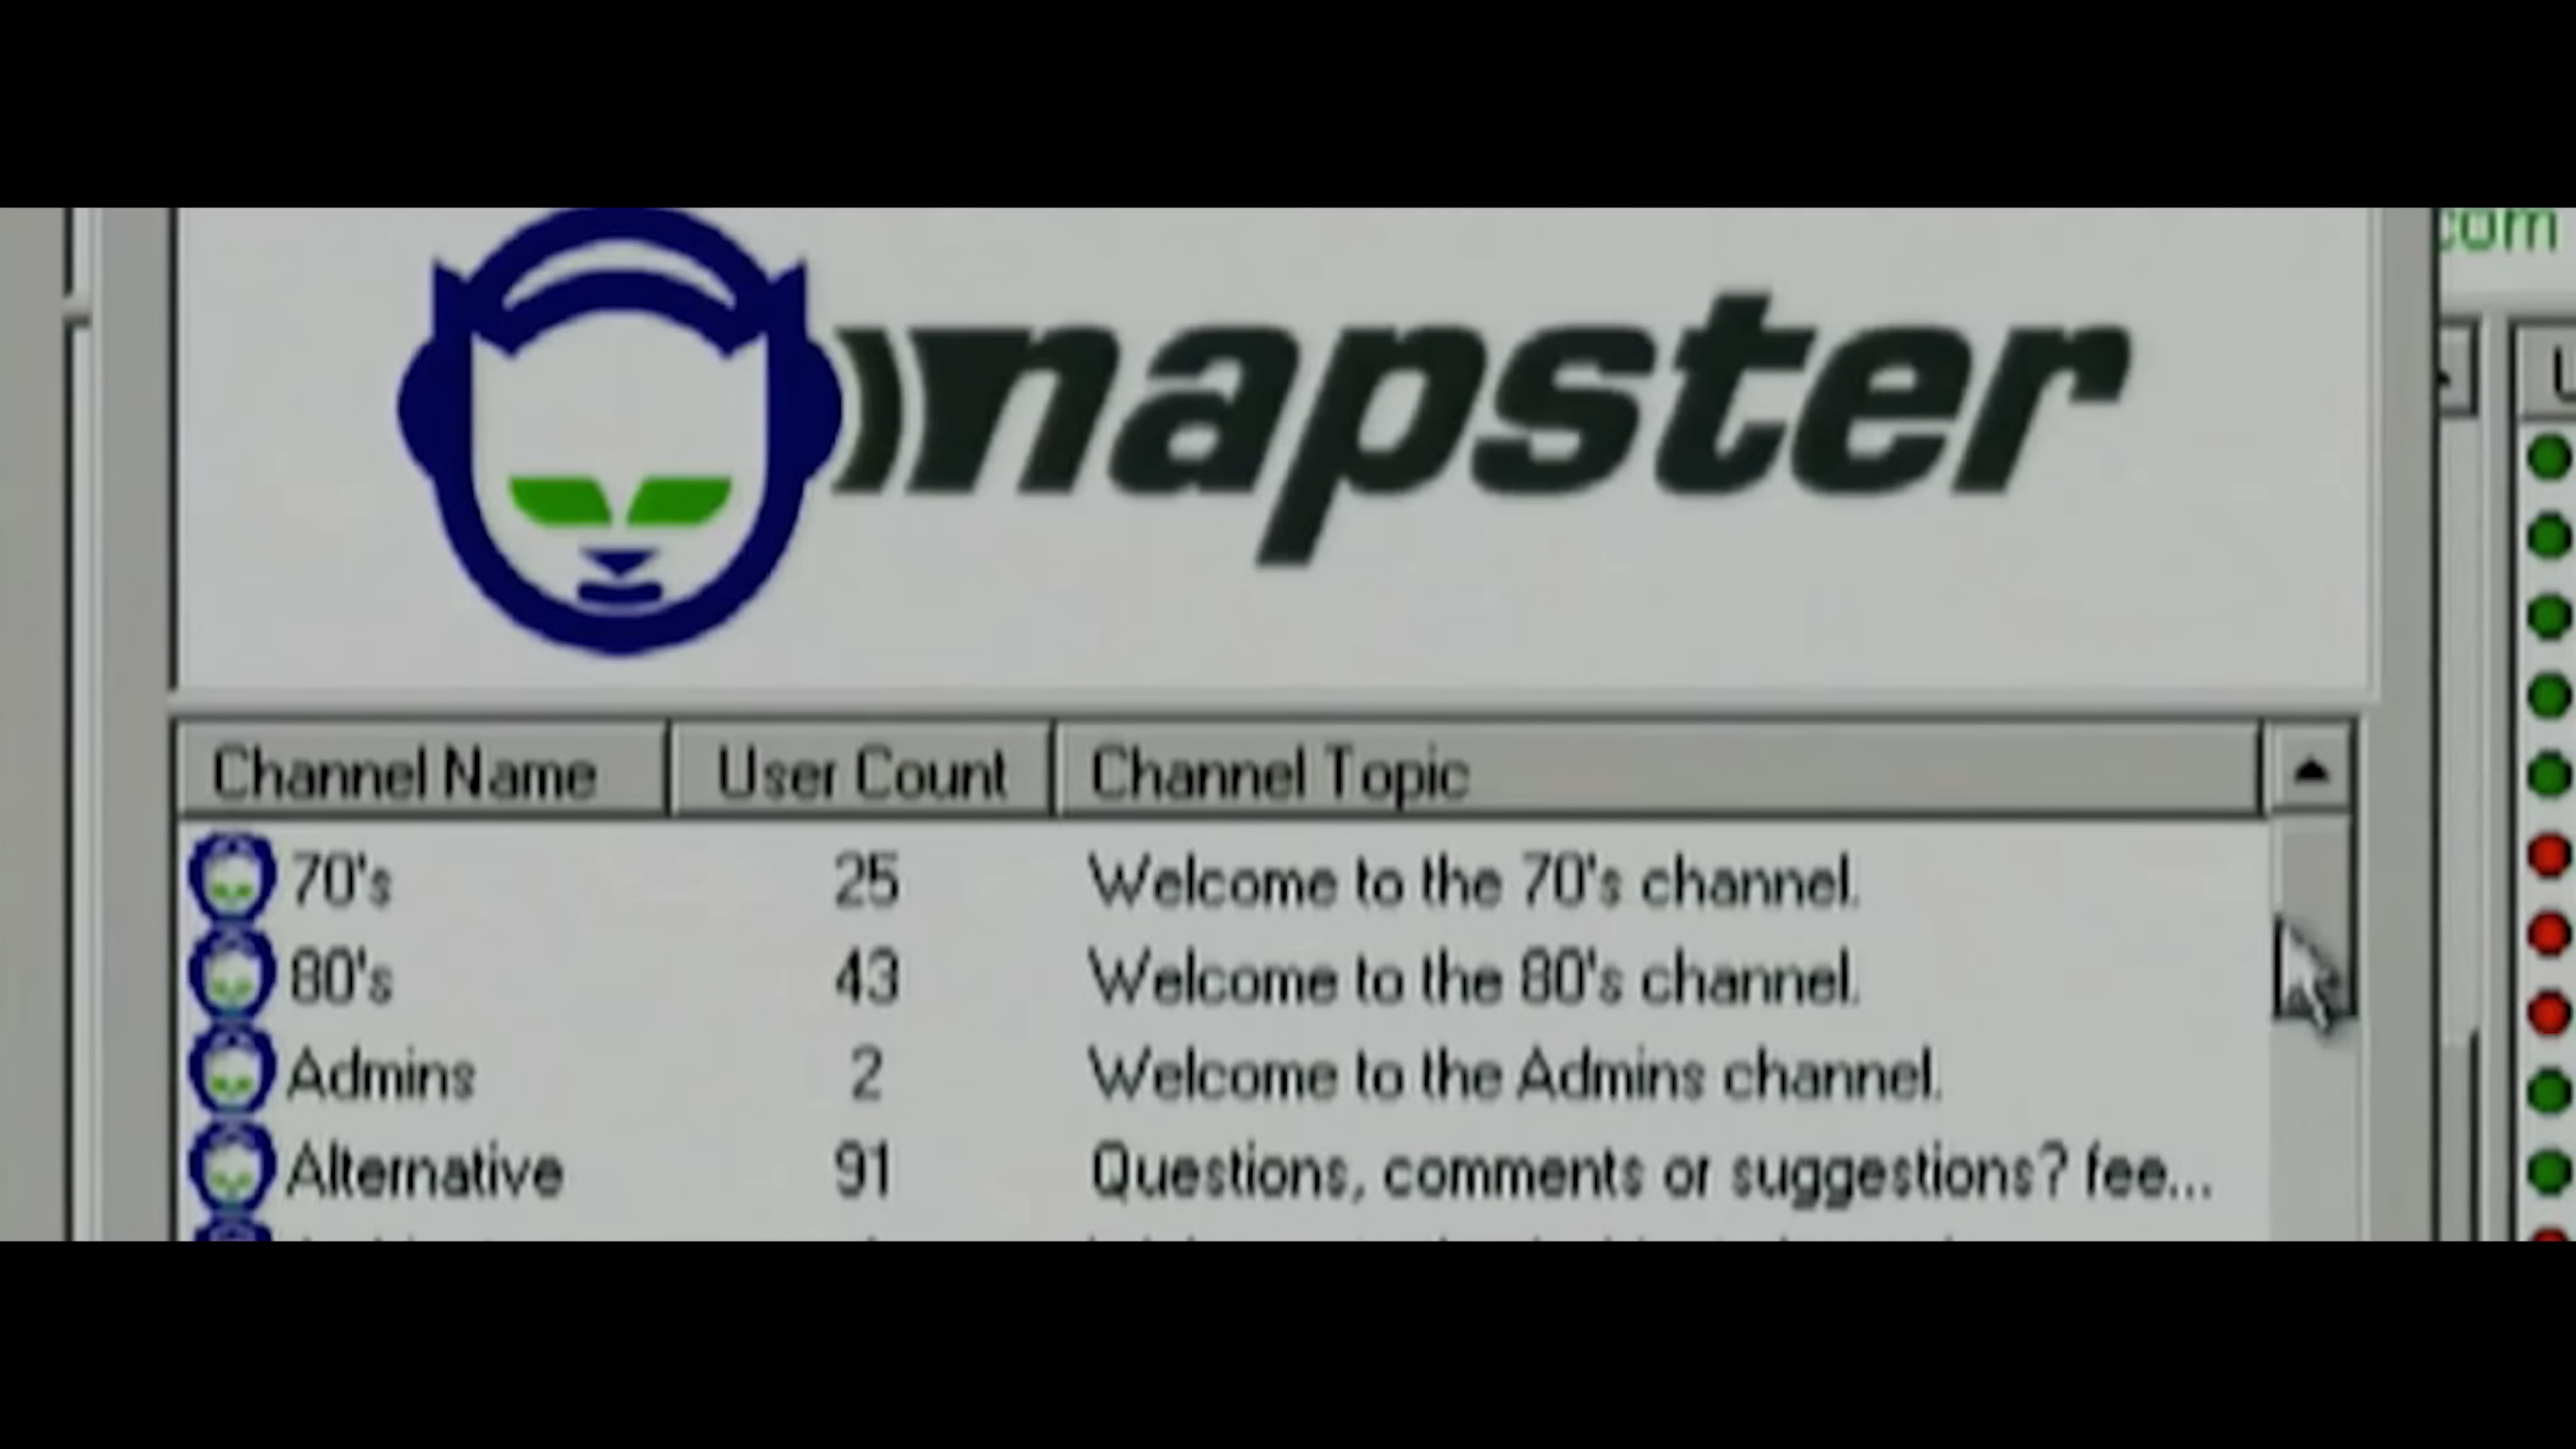 com
napster
Channel Name User Count Channel Topic
70's 25 Welcome to the 70's channel.
80's 43 Welcome to the 80's channel.
Admins 2 Welcome to the Admins channel.
Alternative 91 Questions, comments or suggestions? fee...